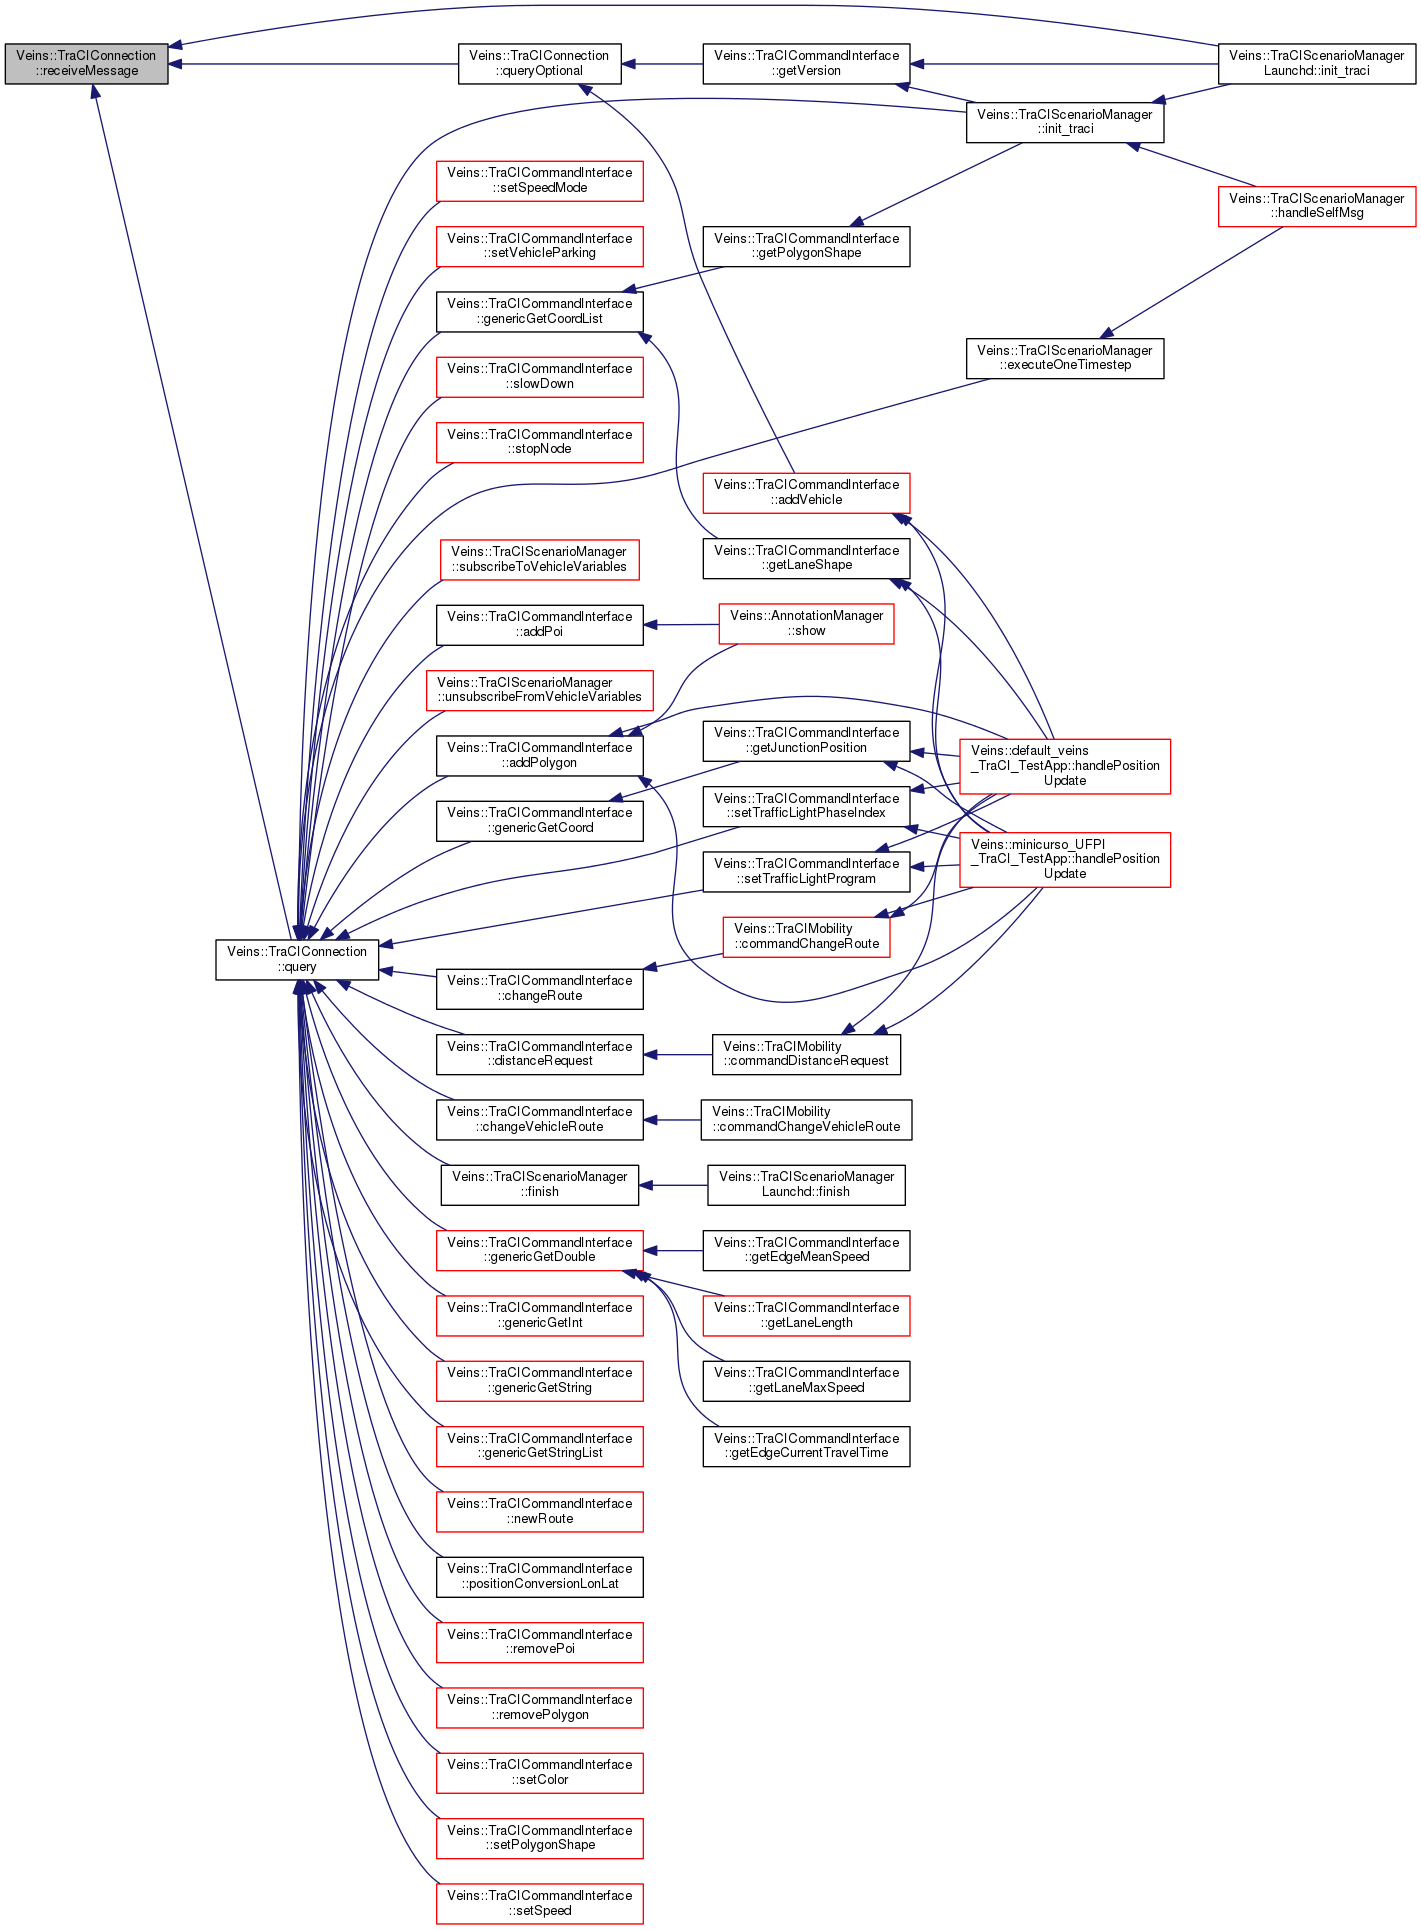 Veins::TraCIConnection
::receiveMessage
Veins::TraCIConnection
::queryOptional
Veins::TraCICommandInterface
::getVersion
Veins::TraCIScenarioManager
Launchd::init_traci
Veins::TraCIScenarioManager
::init_traci
Veins::TraCICommandInterface
::setSpeedMode
Veins::TraCIScenarioManager
::handleSelfMsg
Veins::TraCICommandInterface
::setVehicleParking
Veins::TraCICommandInterface
::getPolygonShape
Veins::TraCICommandInterface
::genericGetCoordList
Veins::TraCIScenarioManager
::executeOneTimestep
Veins::TraCICommandInterface
::slowDown
Veins::TraCICommandInterface
::stopNode
Veins::TraCICommandInterface
::addVehicle
Veins::TraCIScenarioManager
::subscribeToVehicleVariables
Veins::TraCICommandInterface
::getLaneShape
Veins::TraCICommandInterface
::addPoi
Veins::AnnotationManager
::show
Veins::TraCIScenarioManager
::unsubscribeFromVehicleVariables
Veins::TraCICommandInterface
::addPolygon
Veins::TraCICommandInterface
::getJunctionPosition
Veins::default_veins
_TraCI_TestApp::handlePosition
Update
Veins::TraCICommandInterface
::genericGetCoord
Veins::TraCICommandInterface
::setTrafficLightPhaseIndex
Veins::minicurso_UFPI
_TraCI_TestApp::handlePosition
Update
Veins::TraCICommandInterface
::setTrafficLightProgram
Veins::TraCIMobility
::commandChangeRoute
Veins::TraCIConnection
::query
Veins::TraCICommandInterface
::changeRoute
Veins::TraCICommandInterface
::distanceRequest
Veins::TraCIMobility
::commandDistanceRequest
Veins::TraCICommandInterface
::changeVehicleRoute
Veins::TraCIMobility
::commandChangeVehicleRoute
Veins::TraCIScenarioManager
::finish
Veins::TraCIScenarioManager
Launchd::finish
Veins::TraCICommandInterface
::genericGetDouble
Veins::TraCICommandInterface
::getEdgeMeanSpeed
Veins::TraCICommandInterface
::genericGetInt
Veins::TraCICommandInterface
::getLaneLength
Veins::TraCICommandInterface
::genericGetString
Veins::TraCICommandInterface
::getLaneMaxSpeed
Veins::TraCICommandInterface
::genericGetStringList
Veins::TraCICommandInterface
::getEdgeCurrentTravelTime
Veins::TraCICommandInterface
::newRoute
Veins::TraCICommandInterface
::positionConversionLonLat
Veins::TraCICommandInterface
::removePoi
Veins::TraCICommandInterface
::removePolygon
Veins::TraCICommandInterface
::setColor
Veins::TraCICommandInterface
::setPolygonShape
Veins::TraCICommandInterface
::setSpeed